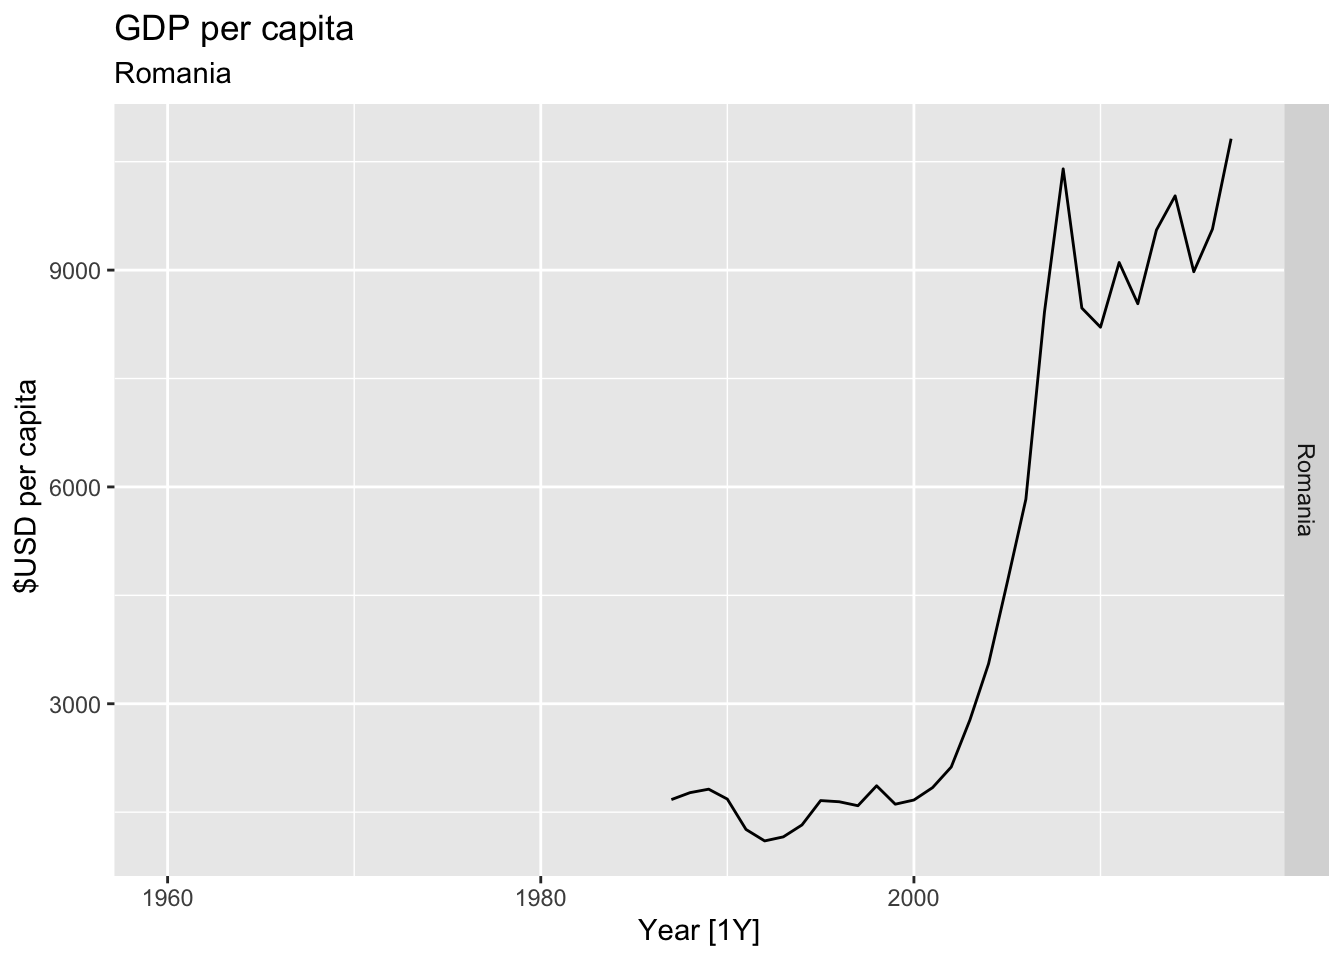 GDP per capita
Romania
$USD per capita
9000
6000
3000
Romania
1960
1980
2000
Year [1Y]